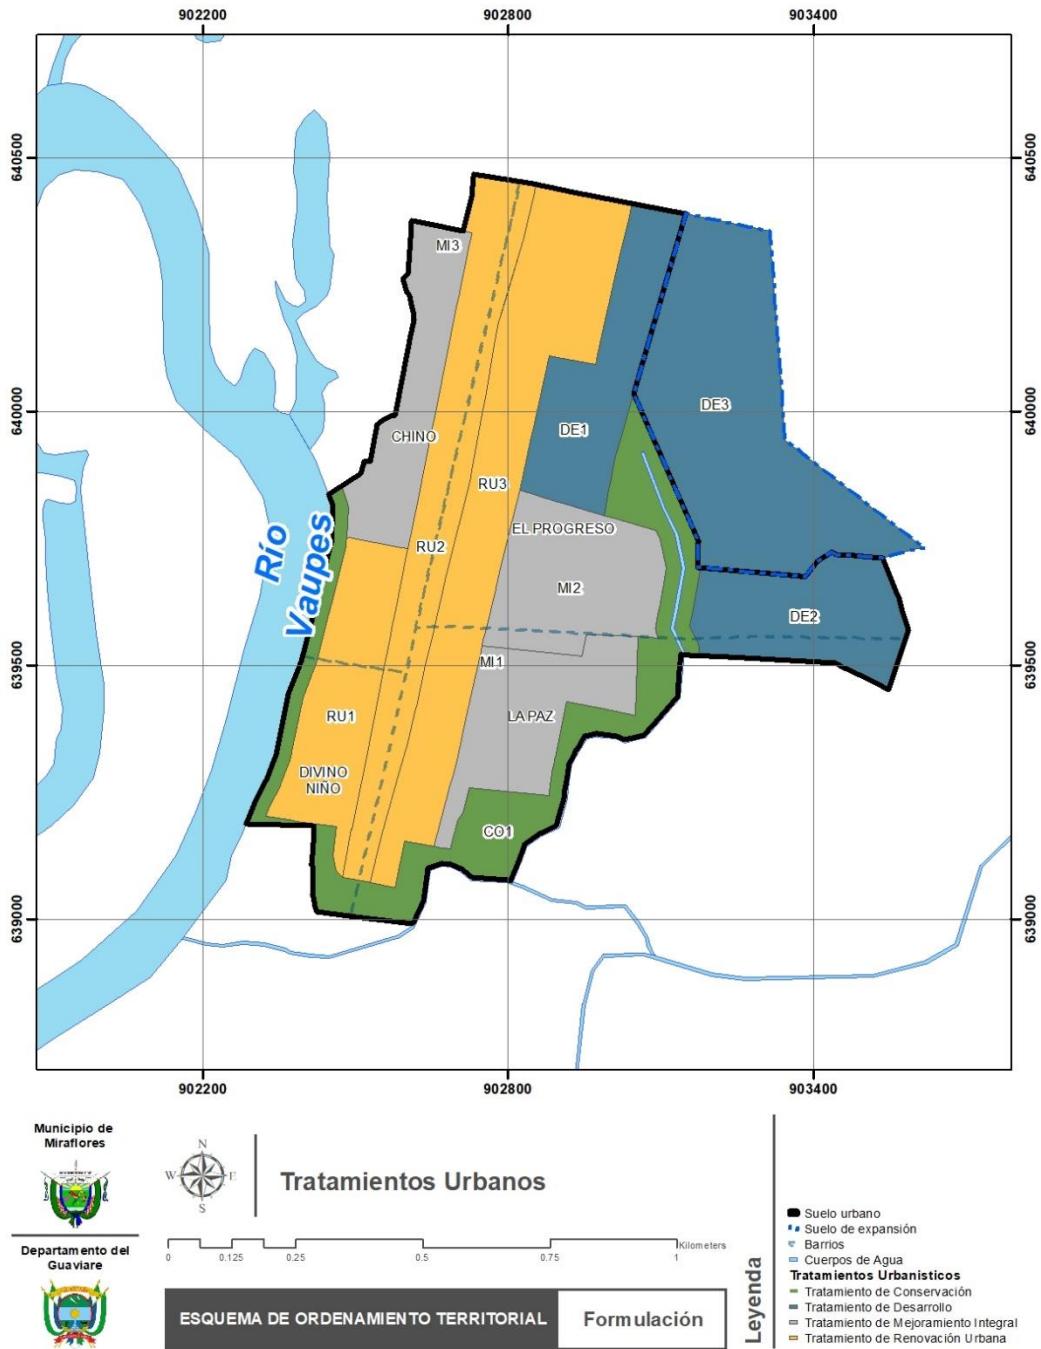 902200
902800
903400
640500
640500
MI3
640000
640000
DE3
CHINO
DE1
RU3
EL PROGRESO
RU2
Río
Vaupes
MI2
DE2
639500
639500
MI1
RU1
LA PAZ
DIVINO
NIÑO
CO1
639000
639000
902200
902800
903400
Municipio de
Miraflores
N
W
E
S
Tratamientos Urbanos
Kilometers
0
0.125
0.25
0.5
0.75
1
Departamento del
Guaviare
ESQUEMA DE ORDENAMIENTO TERRITORIAL
Formulación
Leyenda
Suelo urbano
Suelo de expansión
Barrios
Cuerpos de Agua
Tratamientos Urbanisticos
Tratamiento de Conservación
Tratamiento de Desarrollo
Tratamiento de Mejoramiento Integral
Tratamiento de Renovación Urbana